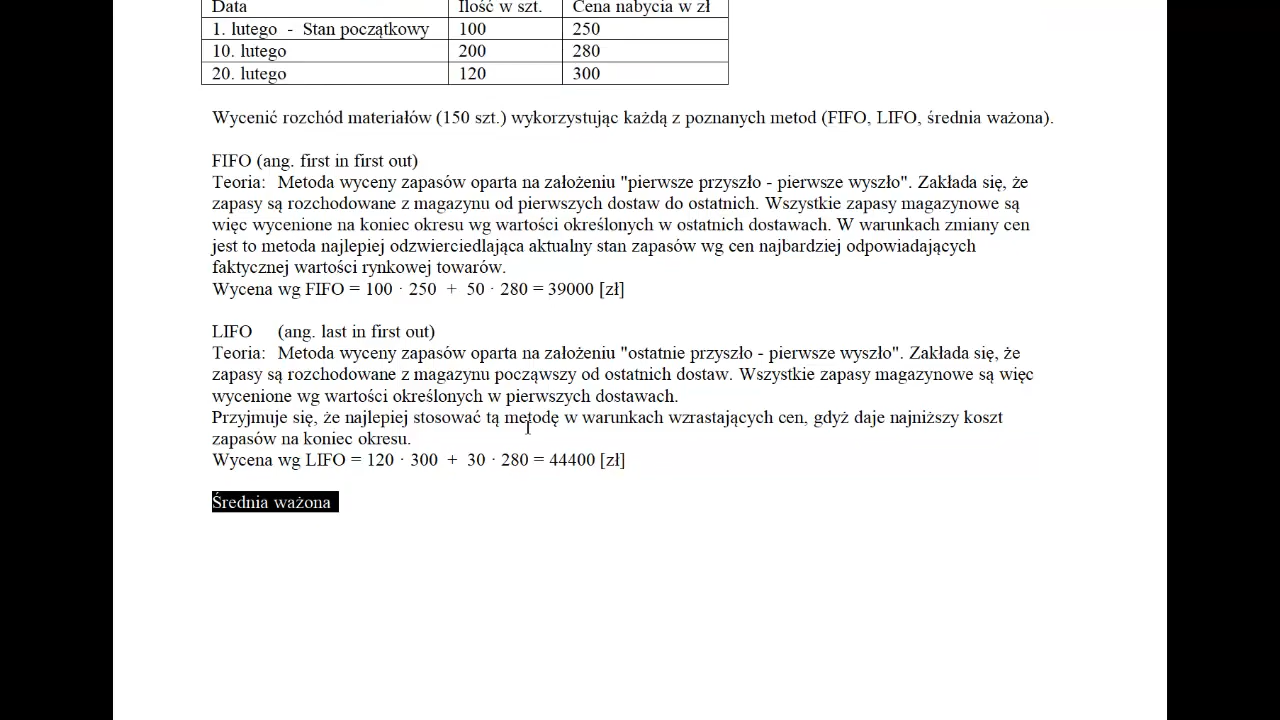 Data Ilość w szt. Cena nabycia w zł
1. lutego - Stan początkowy 100 250
10. lutego 200 280
20. lutego 120 300
Wycenić rozchód materiałów (150 szt.) wykorzystując każdą z poznanych metod (FIFO, LIFO, średnia ważona).
FIFO (ang. first in first out)
Teoria: Metoda wyceny zapasów oparta na założeniu "pierwsze przyszło - pierwsze wyszło". Zakłada się, że
zapasy są rozchodowane z magazynu od pierwszych dostaw do ostatnich. Wszystkie zapasy magazynowe są
więc wycenione na koniec okresu wg wartości określonych w ostatnich dostawach. W warunkach zmiany cen
jest to metoda najlepiej odzwierciedlająca aktualny stan zapasów wg cen najbardziej odpowiadających
faktycznej wartości rynkowej towarów.
Wycena wg FIFO = 100 · 250 + 50 · 280 = 39000 [zł]
LIFO (ang. last in first out)
Teoria: Metoda wyceny zapasów oparta na założeniu "ostatnie przyszło - pierwsze wyszło". Zakłada się, że
zapasy są rozchodowane z magazynu począwszy od ostatnich dostaw. Wszystkie zapasy magazynowe są więc
wycenione wg wartości określonych w pierwszych dostawach.
Przyjmuje się, że najlepiej stosować tą metodę w warunkach wzrastających cen, gdyż daje najniższy koszt
zapasów na koniec okresu.
Wycena wg LIFO = 120 · 300 + 30 · 280 = 44400 [zł]
Średnia ważona